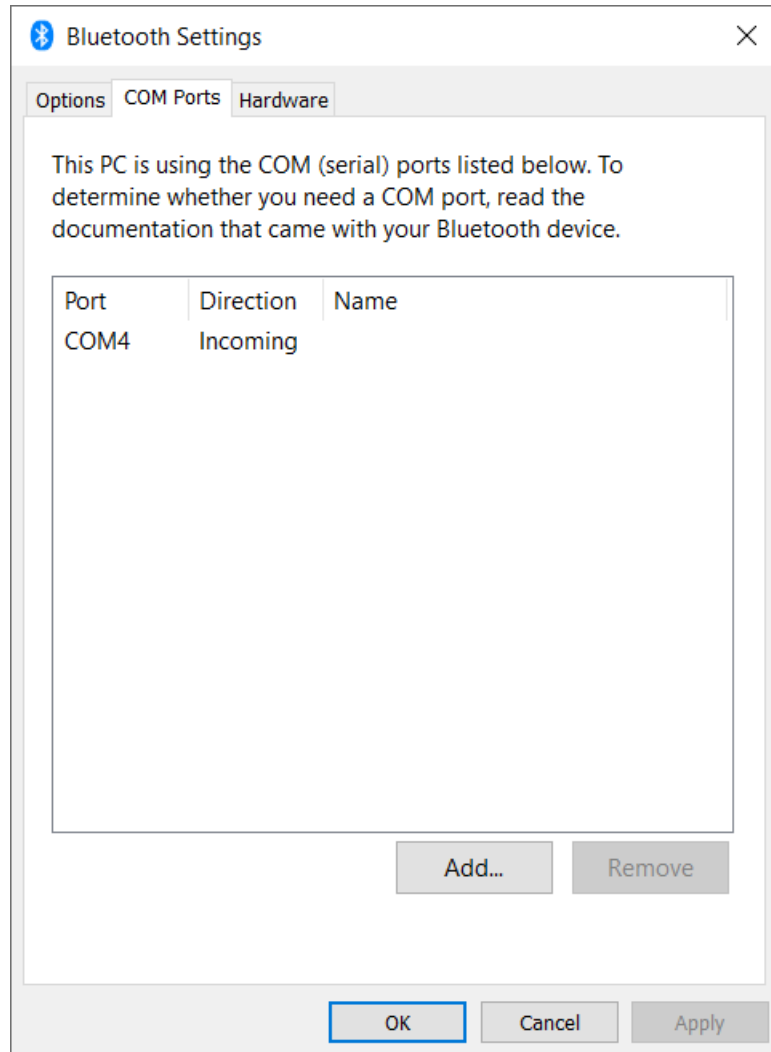 Bluetooth Settings
Options COM Ports Hardware
This PC is using the COM (serial) ports listed below. To
determine whether you need a COM port, read the
documentation that came with your Bluetooth device.
Port Direction Name
COM4 Incoming
Add... Remove
OK Cancel Apply